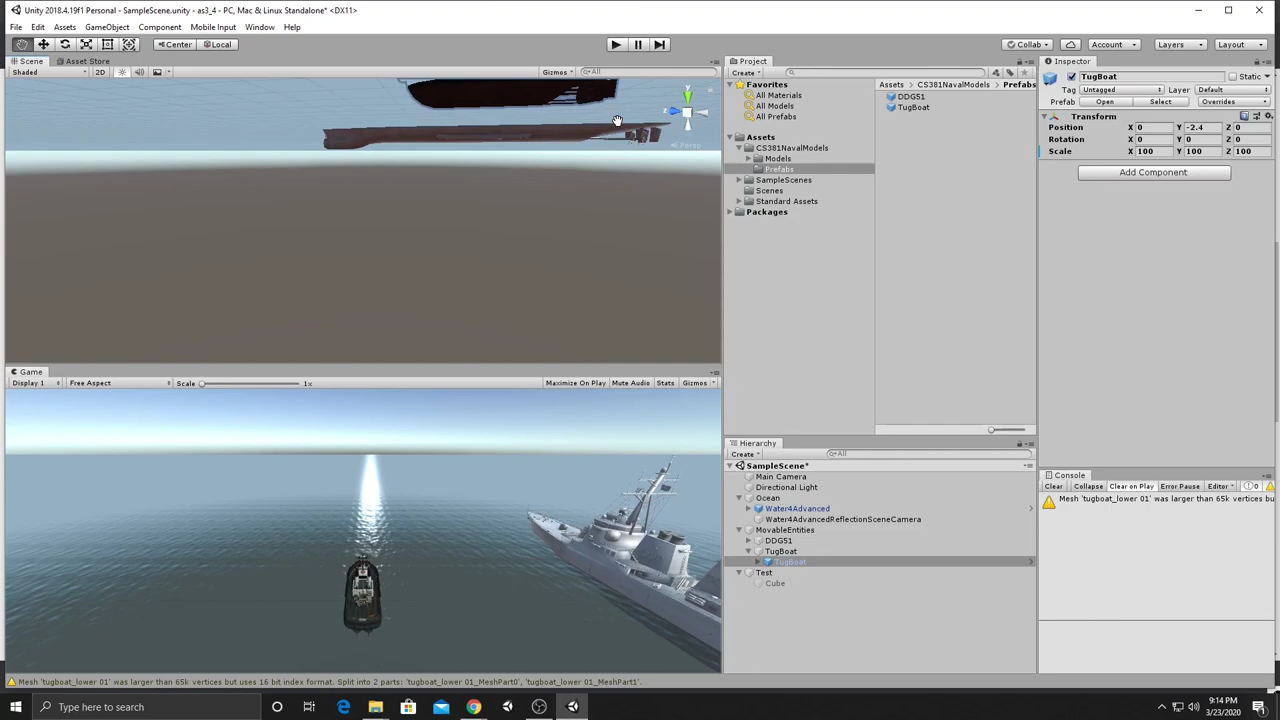 Unity 2018.4.19f1 Personal - SampleScene.unity - as3_4 - PC, Mac & Linux Standalone* <DX11>
File Edit Assets GameObject Component Mobile Input Window Help
Center Local Collab Account Layers Layout
Scene Asset Store
Shaded 2D Gizmos All
y
z
Persp
Game
Display 1 Free Aspect Scale 1x Maximize On Play Mute Audio Stats Gizmos
Project
Create
Favorites
All Materials
All Models
All Prefabs
Assets
CS381NavalModels
Models
Prefabs
SampleScenes
Scenes
Standard Assets
Packages
Assets CS381NavalModels Prefabs
DDG51
TugBoat
Hierarchy
Create All
SampleScene*
Main Camera
Directional Light
Ocean
Water4Advanced
Water4AdvancedReflectionSceneCamera
MovableEntities
DDG51
TugBoat
TugBoat
Test
Cube
Inspector
TugBoat Static
Tag Untagged Layer Default
Prefab Open Select Overrides
Transform
Position X 0 Y -2.4 Z 0
Rotation X 0 Y 0 Z 0
Scale X 100 Y 100 Z 100
Add Component
Console
Clear Collapse Clear on Play Error Pause Editor 0
Mesh 'tugboat_lower 01' was larger than 65k vertices bu
Mesh 'tugboat_lower 01' was larger than 65k vertices but uses 16 bit index format. Split into 2 parts: 'tugboat_lower 01_MeshPart0', 'tugboat_lower 01_MeshPart1'.
Type here to search
9:14 PM
3/23/2020